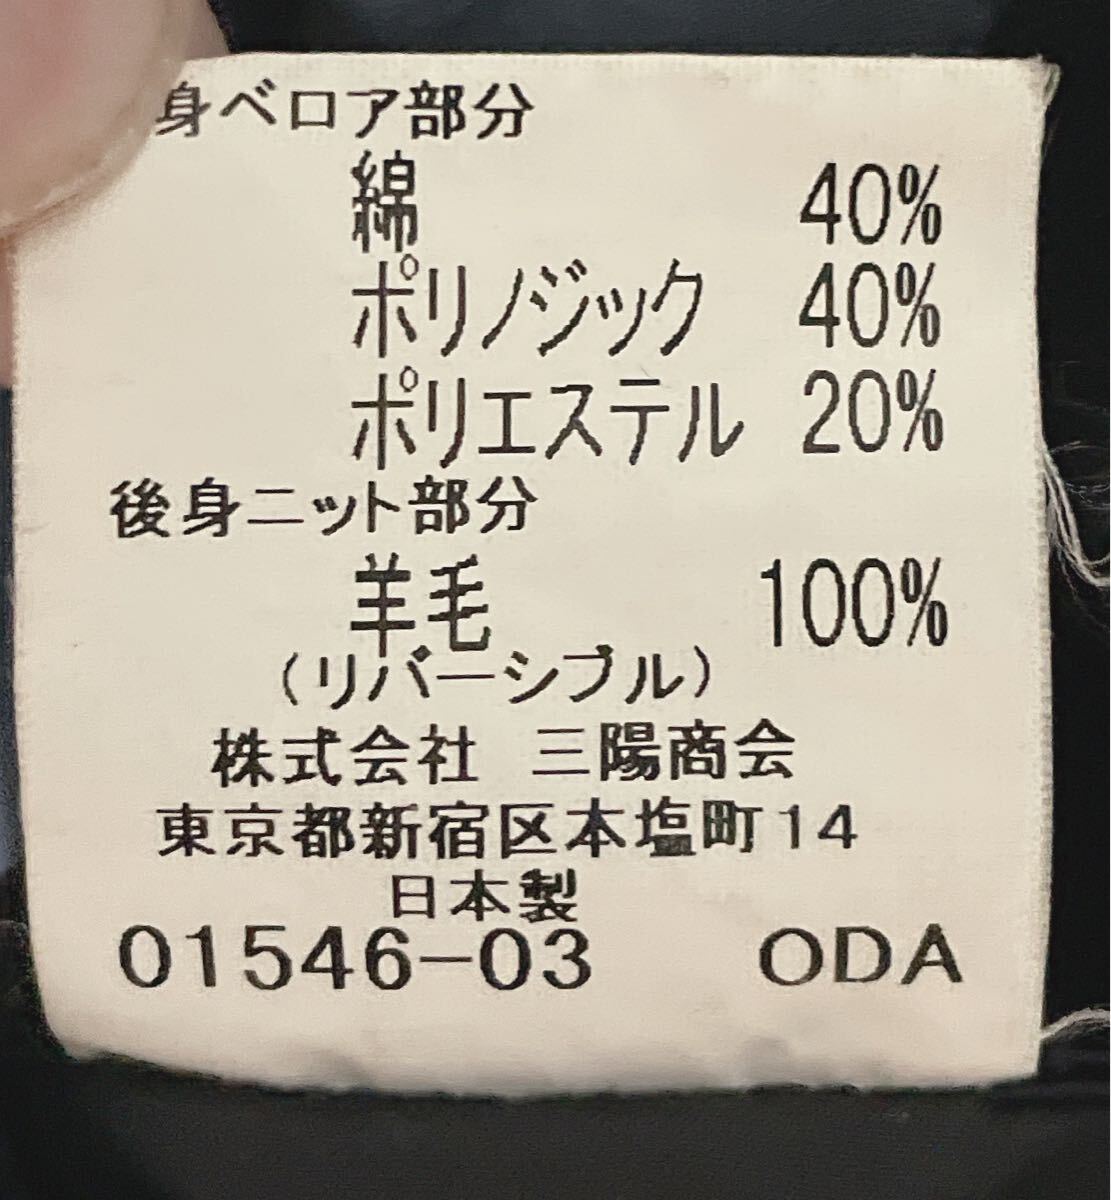 身ベロア部分
綿 40%
ポリノジック 40%
ポリエステル 20%
後身ニット部分
羊毛 100%
(リバーシブル)
株式会社 三陽商会
東京都新宿区本塩町14
日本製
01546-03 ODA